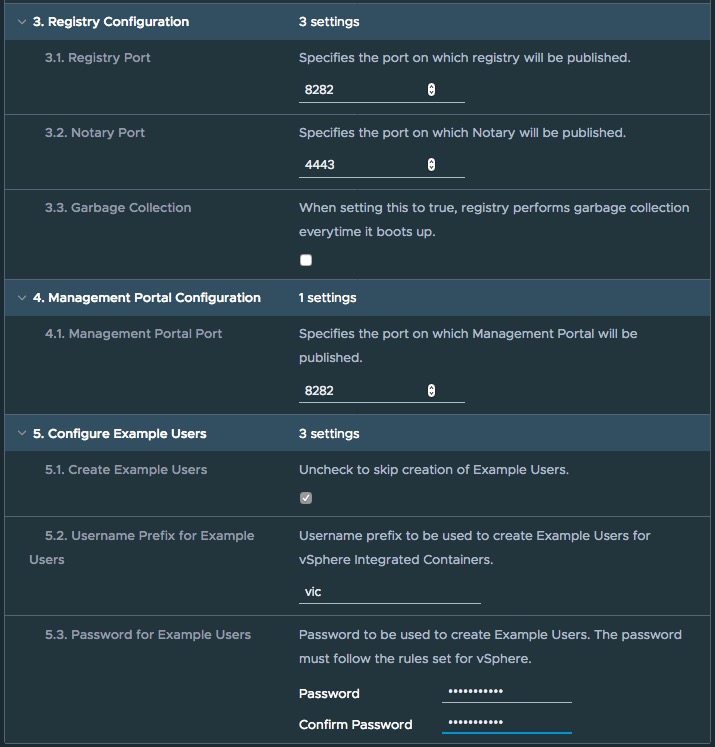 3. Registry Configuration 3 settings
3.1. Registry Port Specifies the port on which registry will be published.
8282
3.2. Notary Port Specifies the port on which Notary will be published.
4443
3.3. Garbage Collection When setting this to true, registry performs garbage collection
everytime it boots up.
4. Management Portal Configuration 1 settings
4.1. Management Portal Port Specifies the port on which Management Portal will be
published.
8282
5. Configure Example Users 3 settings
5.1. Create Example Users Uncheck to skip creation of Example Users.
5.2. Username Prefix for Example Username prefix to be used to create Example Users for
Users vSphere Integrated Containers.
vic
5.3. Password for Example Users Password to be used to create Example Users. The password
must follow the rules set for vSphere.
Password •••••••••••
Confirm Password •••••••••••